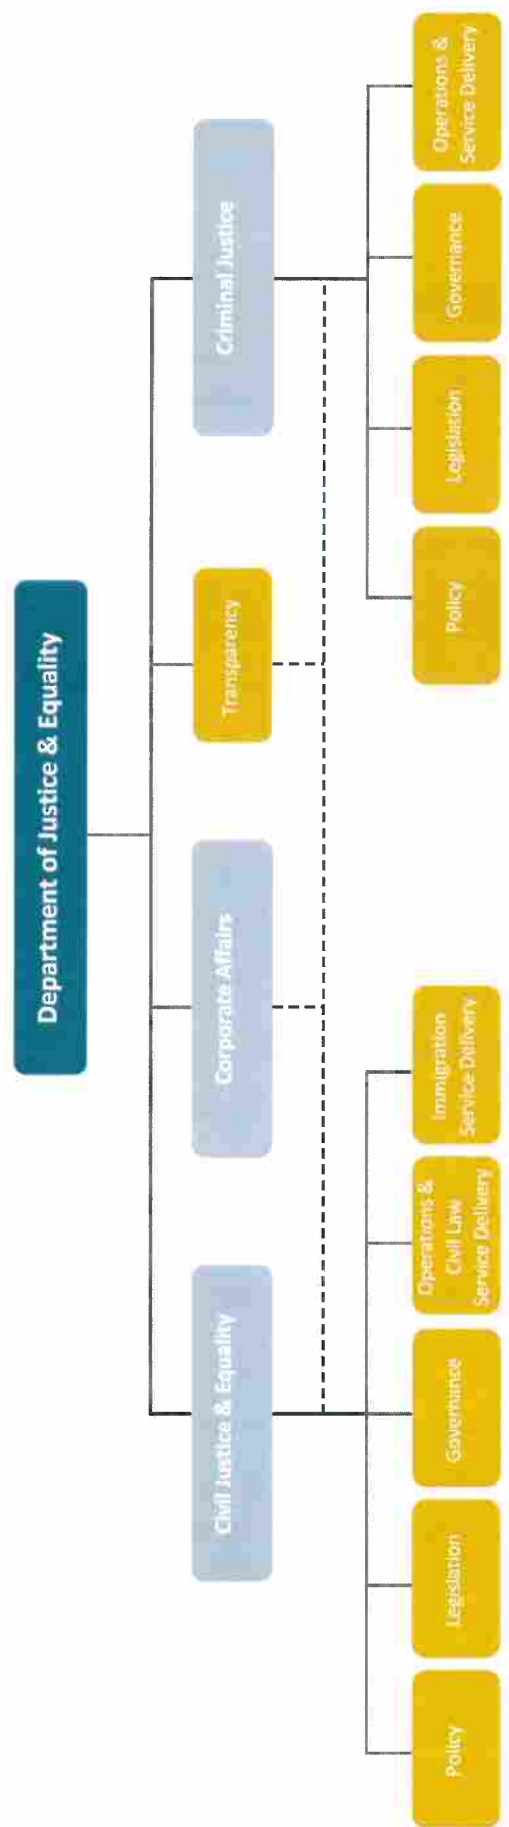 Department of Justice & Equality
Civil Justice & Equality
Corporate Affairs
Transparency
Criminal Justice
Policy
Legislation
Governance
Operations &
Civil Law
Service Delivery
Immigration
Service Delivery
Policy
Legislation
Governance
Operations &
Service Delivery